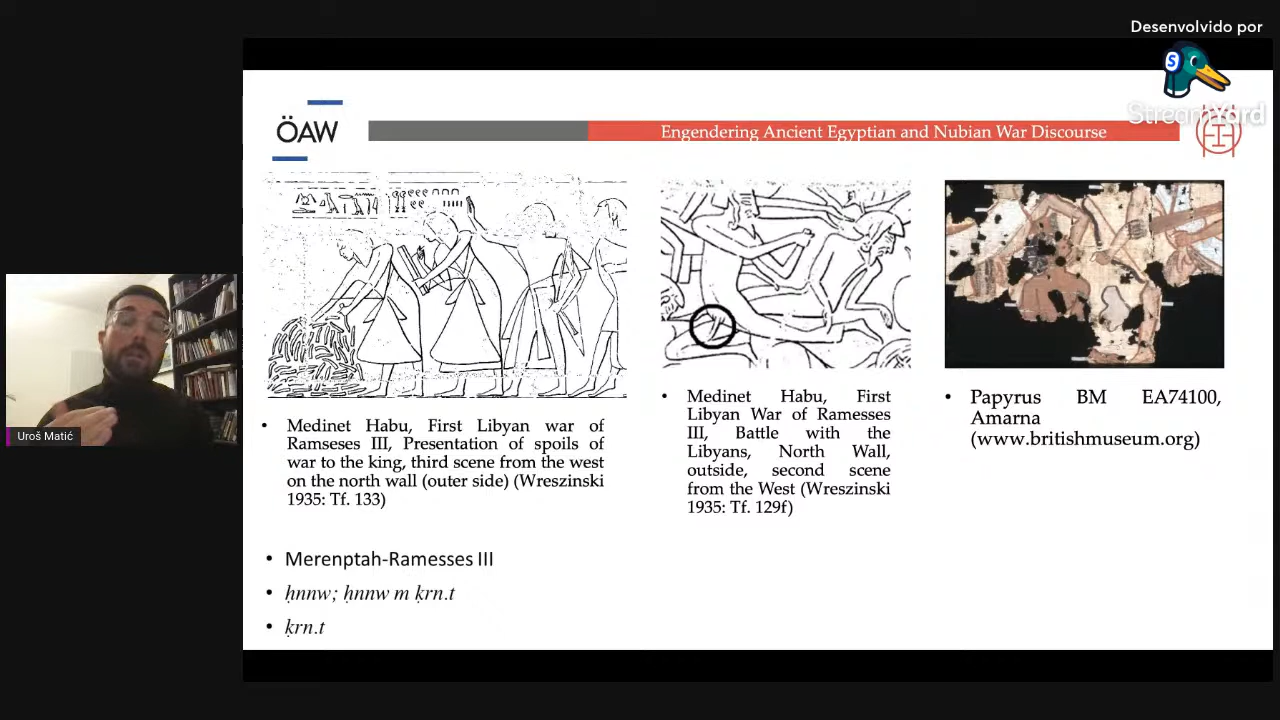 Desenvolvido por
StreamYard
ÖAW
Engendering Ancient Egyptian and Nubian War Discourse
• Medinet Habu, First Libyan war of
Ramseses III, Presentation of spoils of
war to the king, third scene from the west
on the north wall (outer side) (Wreszinski
1935: Tf. 133)
• Medinet Habu, First
Libyan War of Ramesses
III, Battle with the
Libyans, North Wall,
outside, second scene
from the West (Wreszinski
1935: Tf. 129f)
• Papyrus BM EA74100,
Amarna
(www.britishmuseum.org)
Uroš Matić
• Merenptah-Ramesses III
• ḥnnw; ḥnnw m ḳrn.t
• ḳrn.t